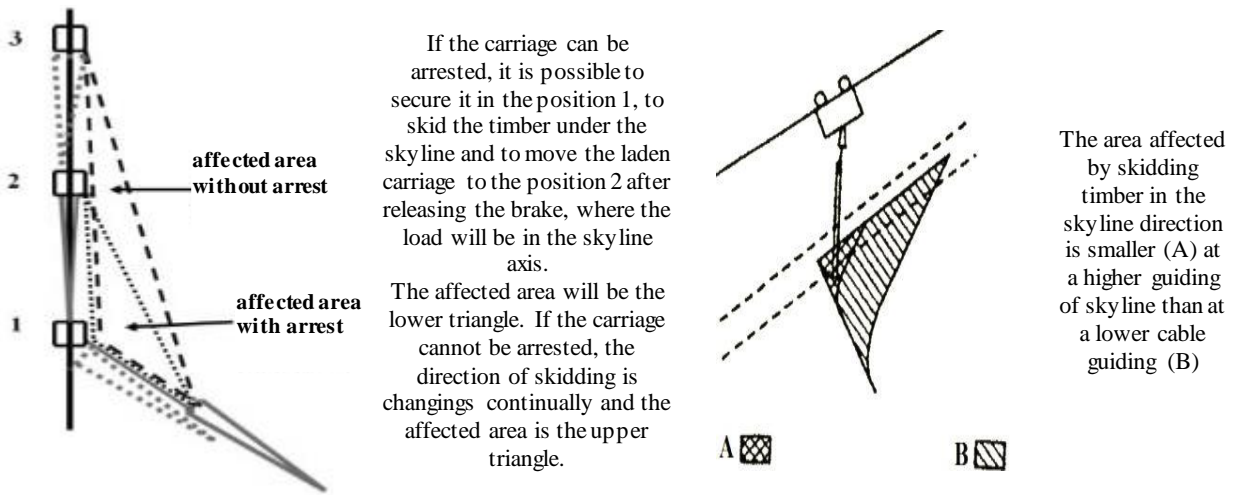 3
2
1
affected area
without arrest
affected area
with arrest
If the carriage can be
arrested, it is possible to
secure it in the position 1, to
skid the timber under the
skyline and to move the laden
carriage to the position 2 after
releasing the brake, where the
load will be in the skyline
axis.
The affected area will be the
lower triangle. If the carriage
cannot be arrested, the
direction of skidding is
changings continually and the
affected area is the upper
triangle.
A
B
The area affected
by skidding
timber in the
skyline direction
is smaller (A) at
a higher guiding
of skyline than at
a lower cable
guiding (B)